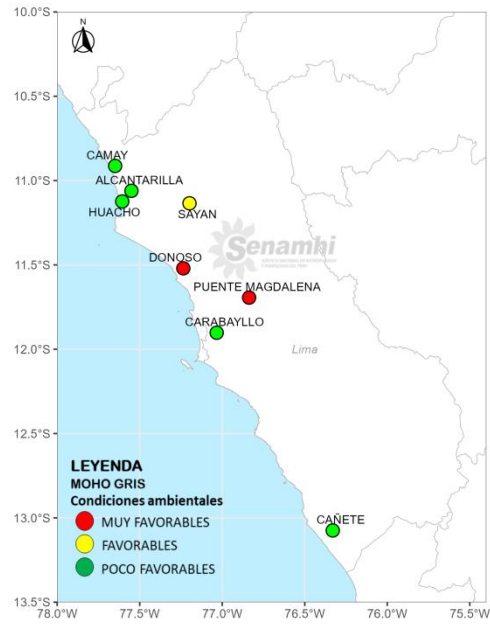 10.0°S
N
10.5°S
CAMAY
11.0°S
ALCANTARILLA
HUACHO
SAYAN
Senamhi
11.5°S
DONOSO
PUENTE MAGDALENA
CARABAYLLO
12.0°S
Lima
12.5°S
LEYENDA
MOHO GRIS
Condiciones ambientales
MUY FAVORABLES
FAVORABLES
POCO FAVORABLES
13.0°S
CAÑETE
13.5°S
78.0°W
77.5°W
77.0°W
76.5°W
76.0°W
75.5°W